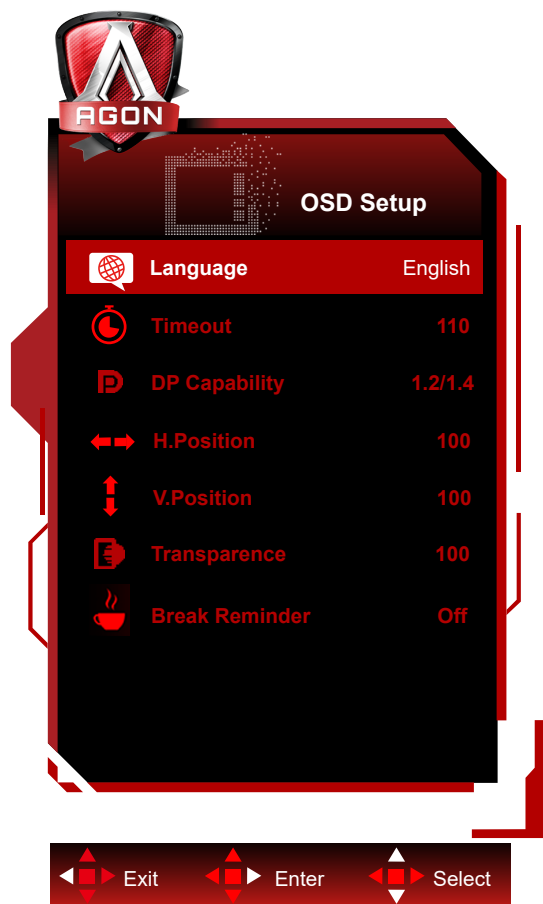 AGON
OSD Setup
Language English
Timeout 110
DP Capability 1.2/1.4
H.Position 100
V.Position 100
Transparence 100
Break Reminder Off
Exit Enter Select